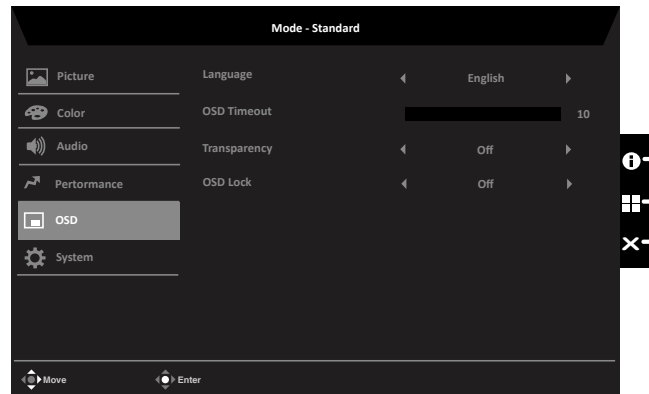 Mode - Standard
Picture
Color
Audio
Pertormance
OSD
System
Language English
OSD Timeout 10
Transparency Off
OSD Lock Off
Move Enter